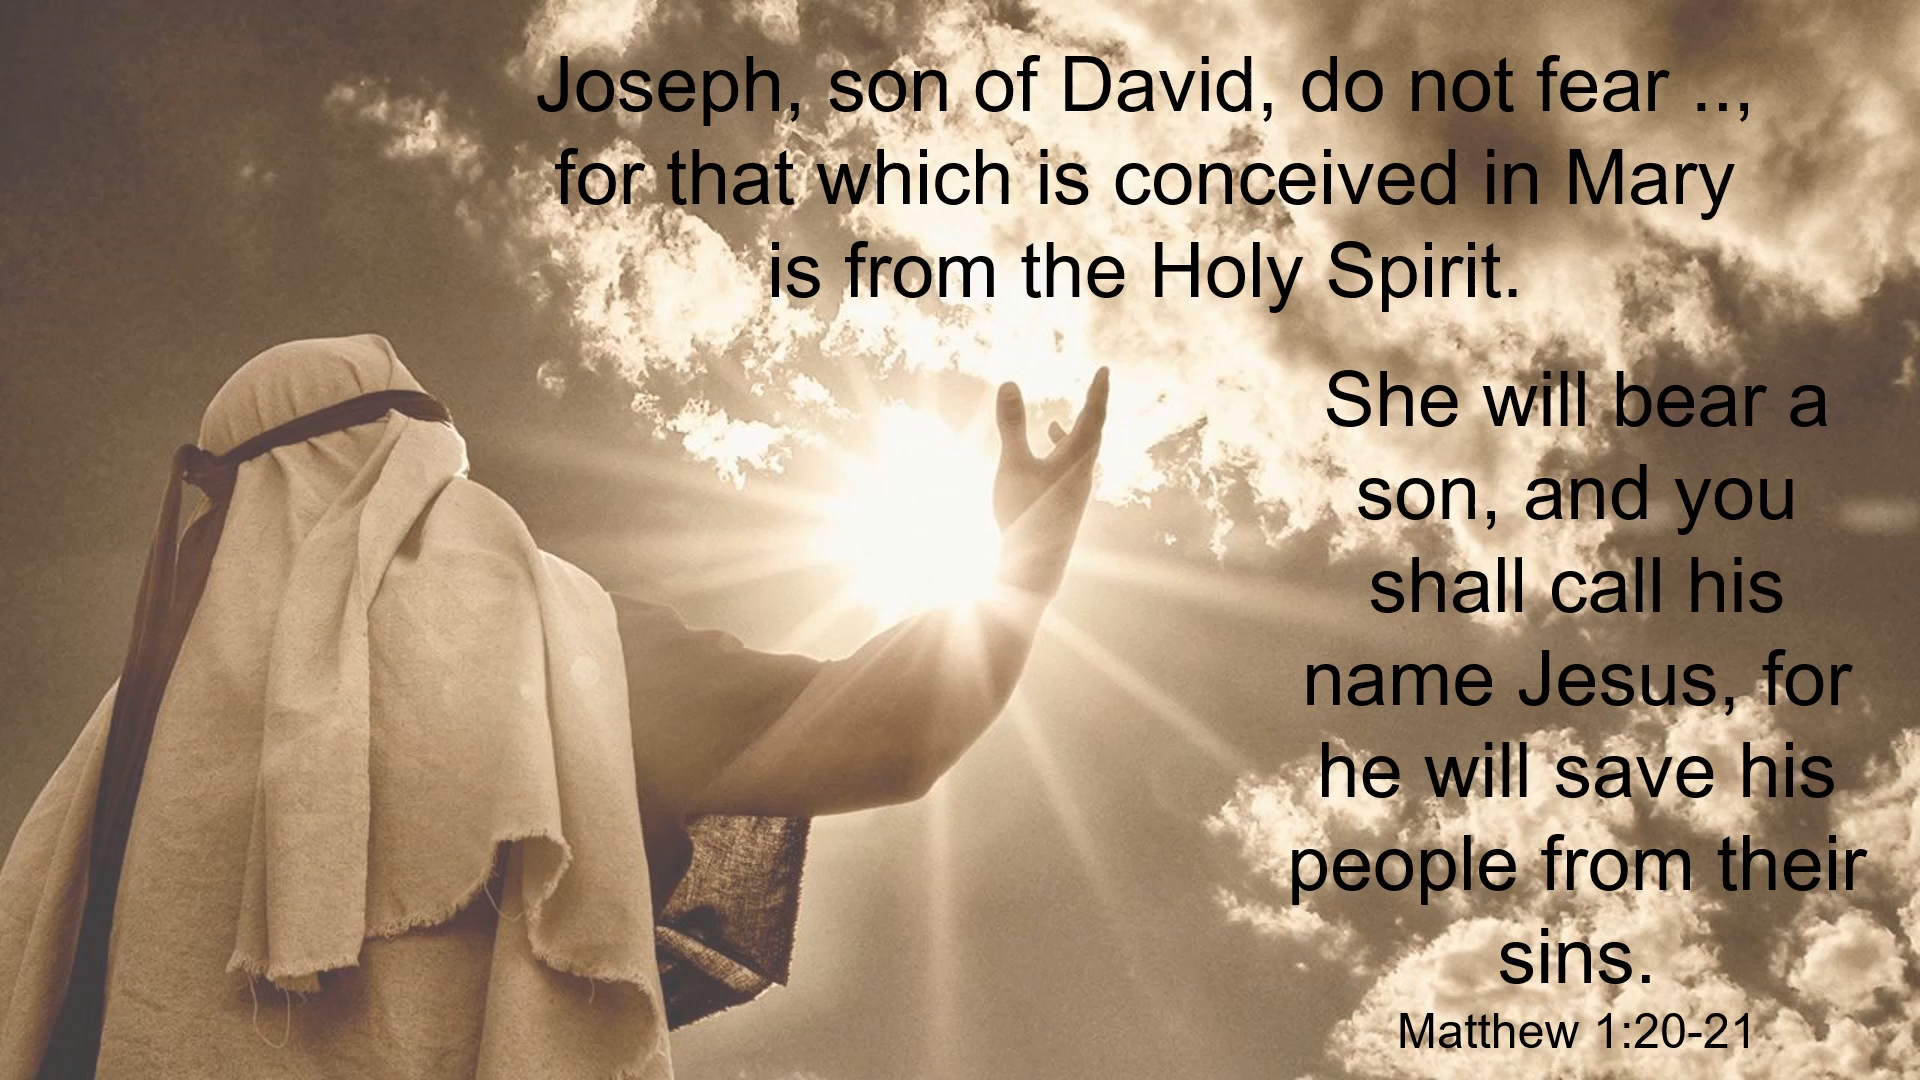 Joseph, son of David, do not fear ..,
for that which is conceived in Mary
is from the Holy Spirit.
She will bear a
son, and you
shall call his
name Jesus, for
he will save his
people from their
sins.
Matthew 1:20-21